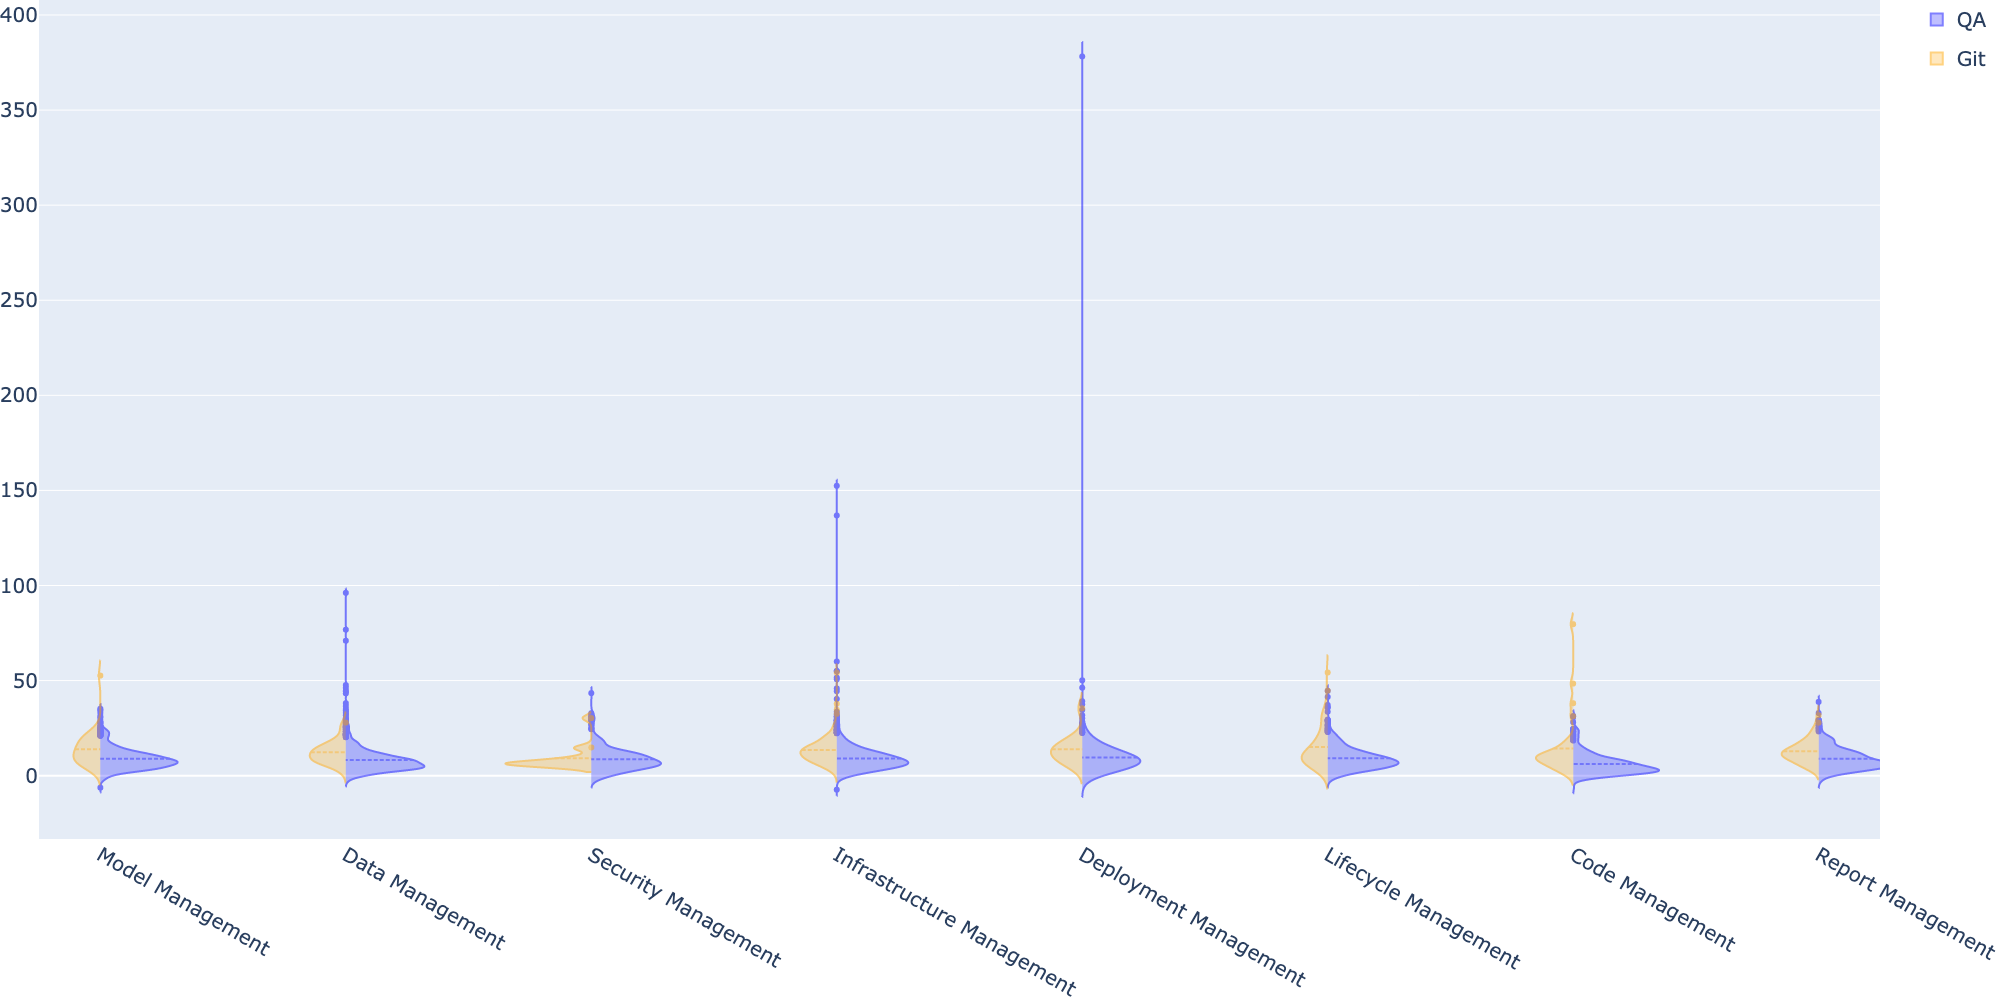 400
350
300
250
200
150
100
50
0
Model Management
Data Management
Security Management
Infrastructure Management
Deployment Management
Lifecycle Management
Code Management
Report Management
QA
Git